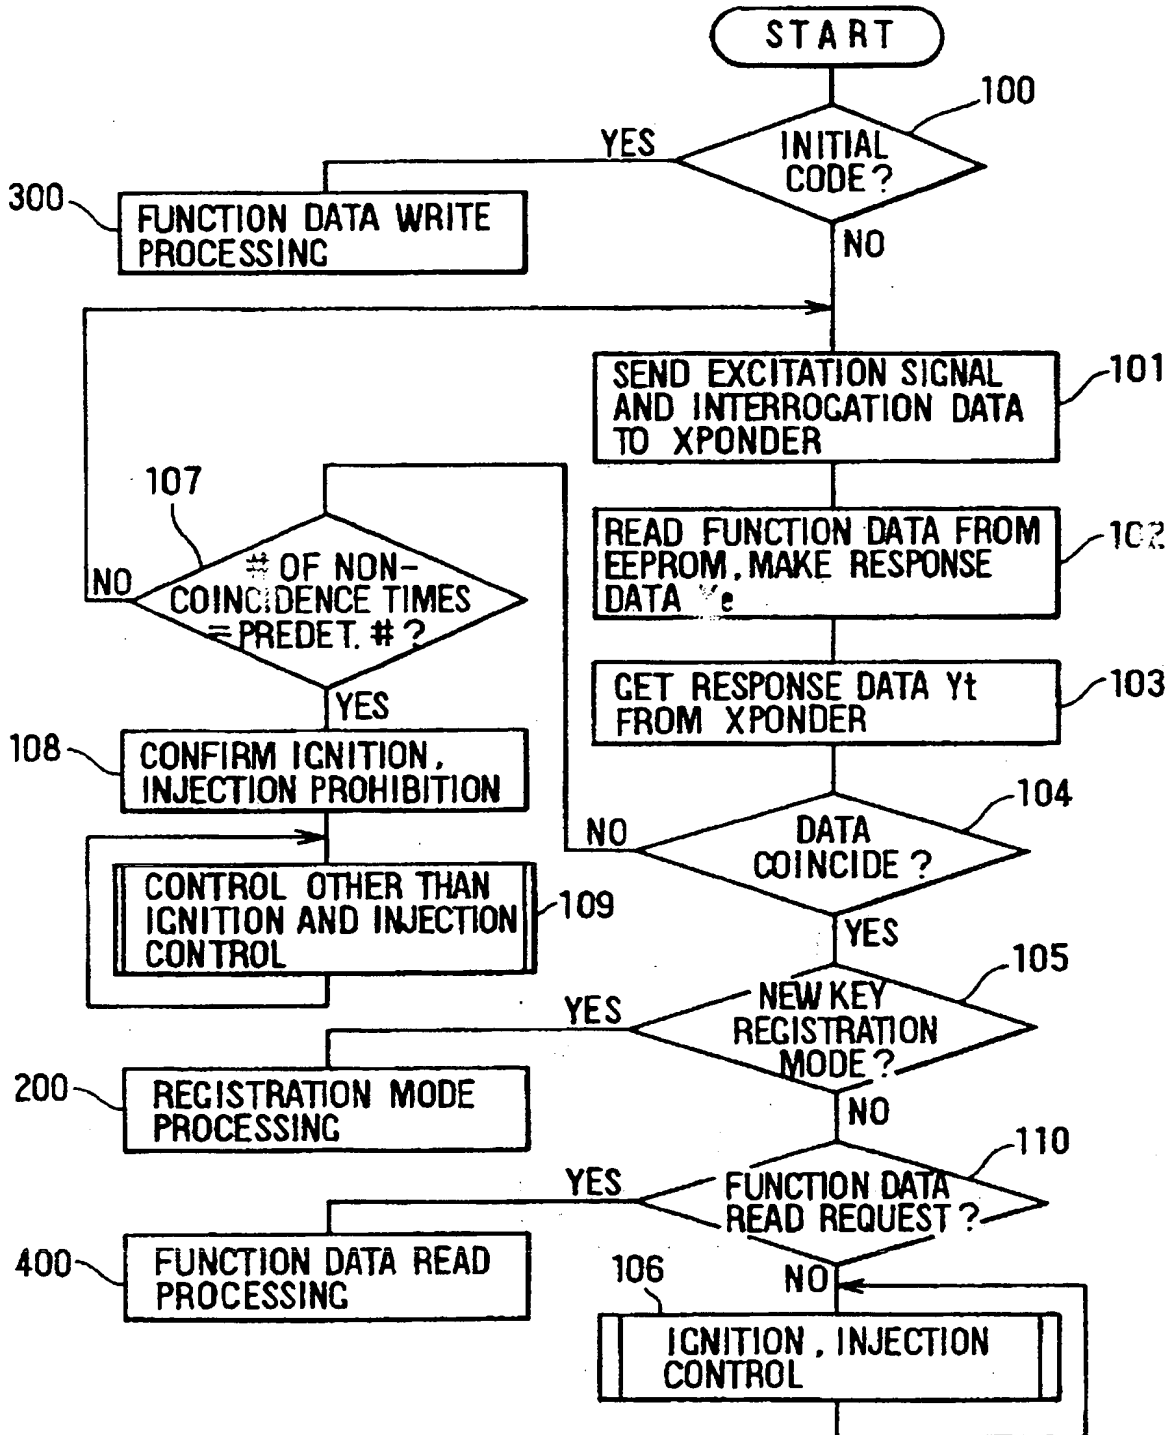 START
100
INITIAL
CODE?
YES
300
FUNCTION DATA WRITE
PROCESSING
NO
SEND EXCITATION SIGNAL
AND INTERROGATION DATA
TO XPONDER
101
107
READ FUNCTION DATA FROM
EEPROM, MAKE RESPONSE
DATA Ye
102
# OF NON-
COINCIDENCE TIMES
=PREDET. #?
NO
YES
GET RESPONSE DATA Yt
FROM XPONDER
103
108
CONFIRM IGNITION,
INJECTION PROHIBITION
104
DATA
COINCIDE?
NO
YES
CONTROL OTHER THAN
IGNITION AND INJECTION
CONTROL
109
105
NEW KEY
REGISTRATION
MODE?
YES
NO
200
REGISTRATION MODE
PROCESSING
110
FUNCTION DATA
READ REQUEST?
YES
NO
400
FUNCTION DATA READ
PROCESSING
106
IGNITION, INJECTION
CONTROL